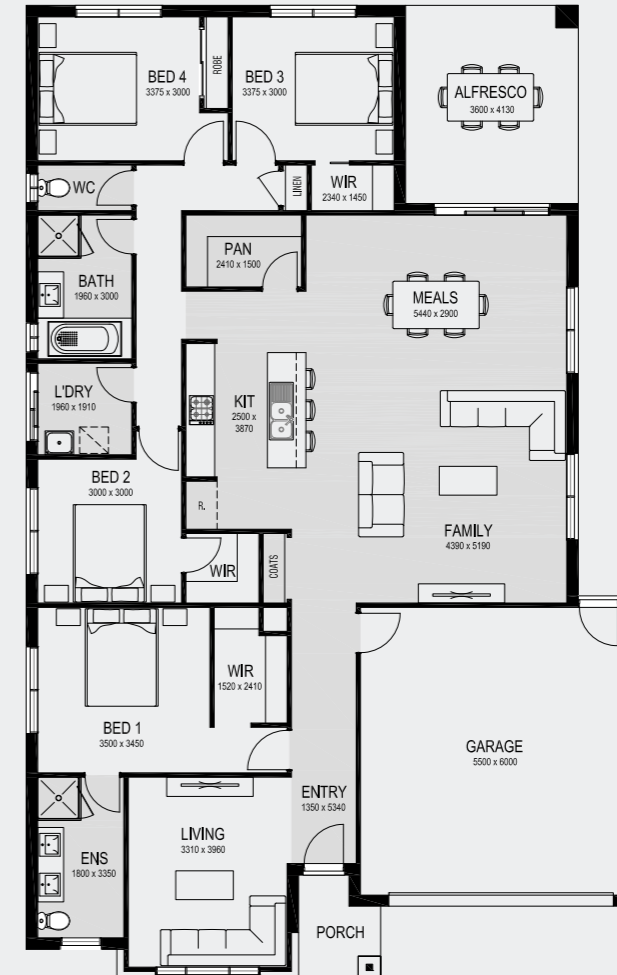 BED 4
3375 x 3000
ROBE
BED 3
3375 x 3000
ALFRESCO
3600 x 4130
WC
LINEN
WIR
2340 x 1450
PAN
2410 x 1500
BATH
1960 x 3000
MEALS
5440 x 2900
L'DRY
1960 x 1910
KIT
2500 x
3870
BED 2
3000 x 3000
R.
FAMILY
4390 x 5190
WIR
COATS
WIR
1520 x 2410
BED 1
3500 x 3450
GARAGE
5500 x 6000
ENTRY
1350 x 5340
LIVING
3310 x 3960
ENS
1800 x 3350
PORCH